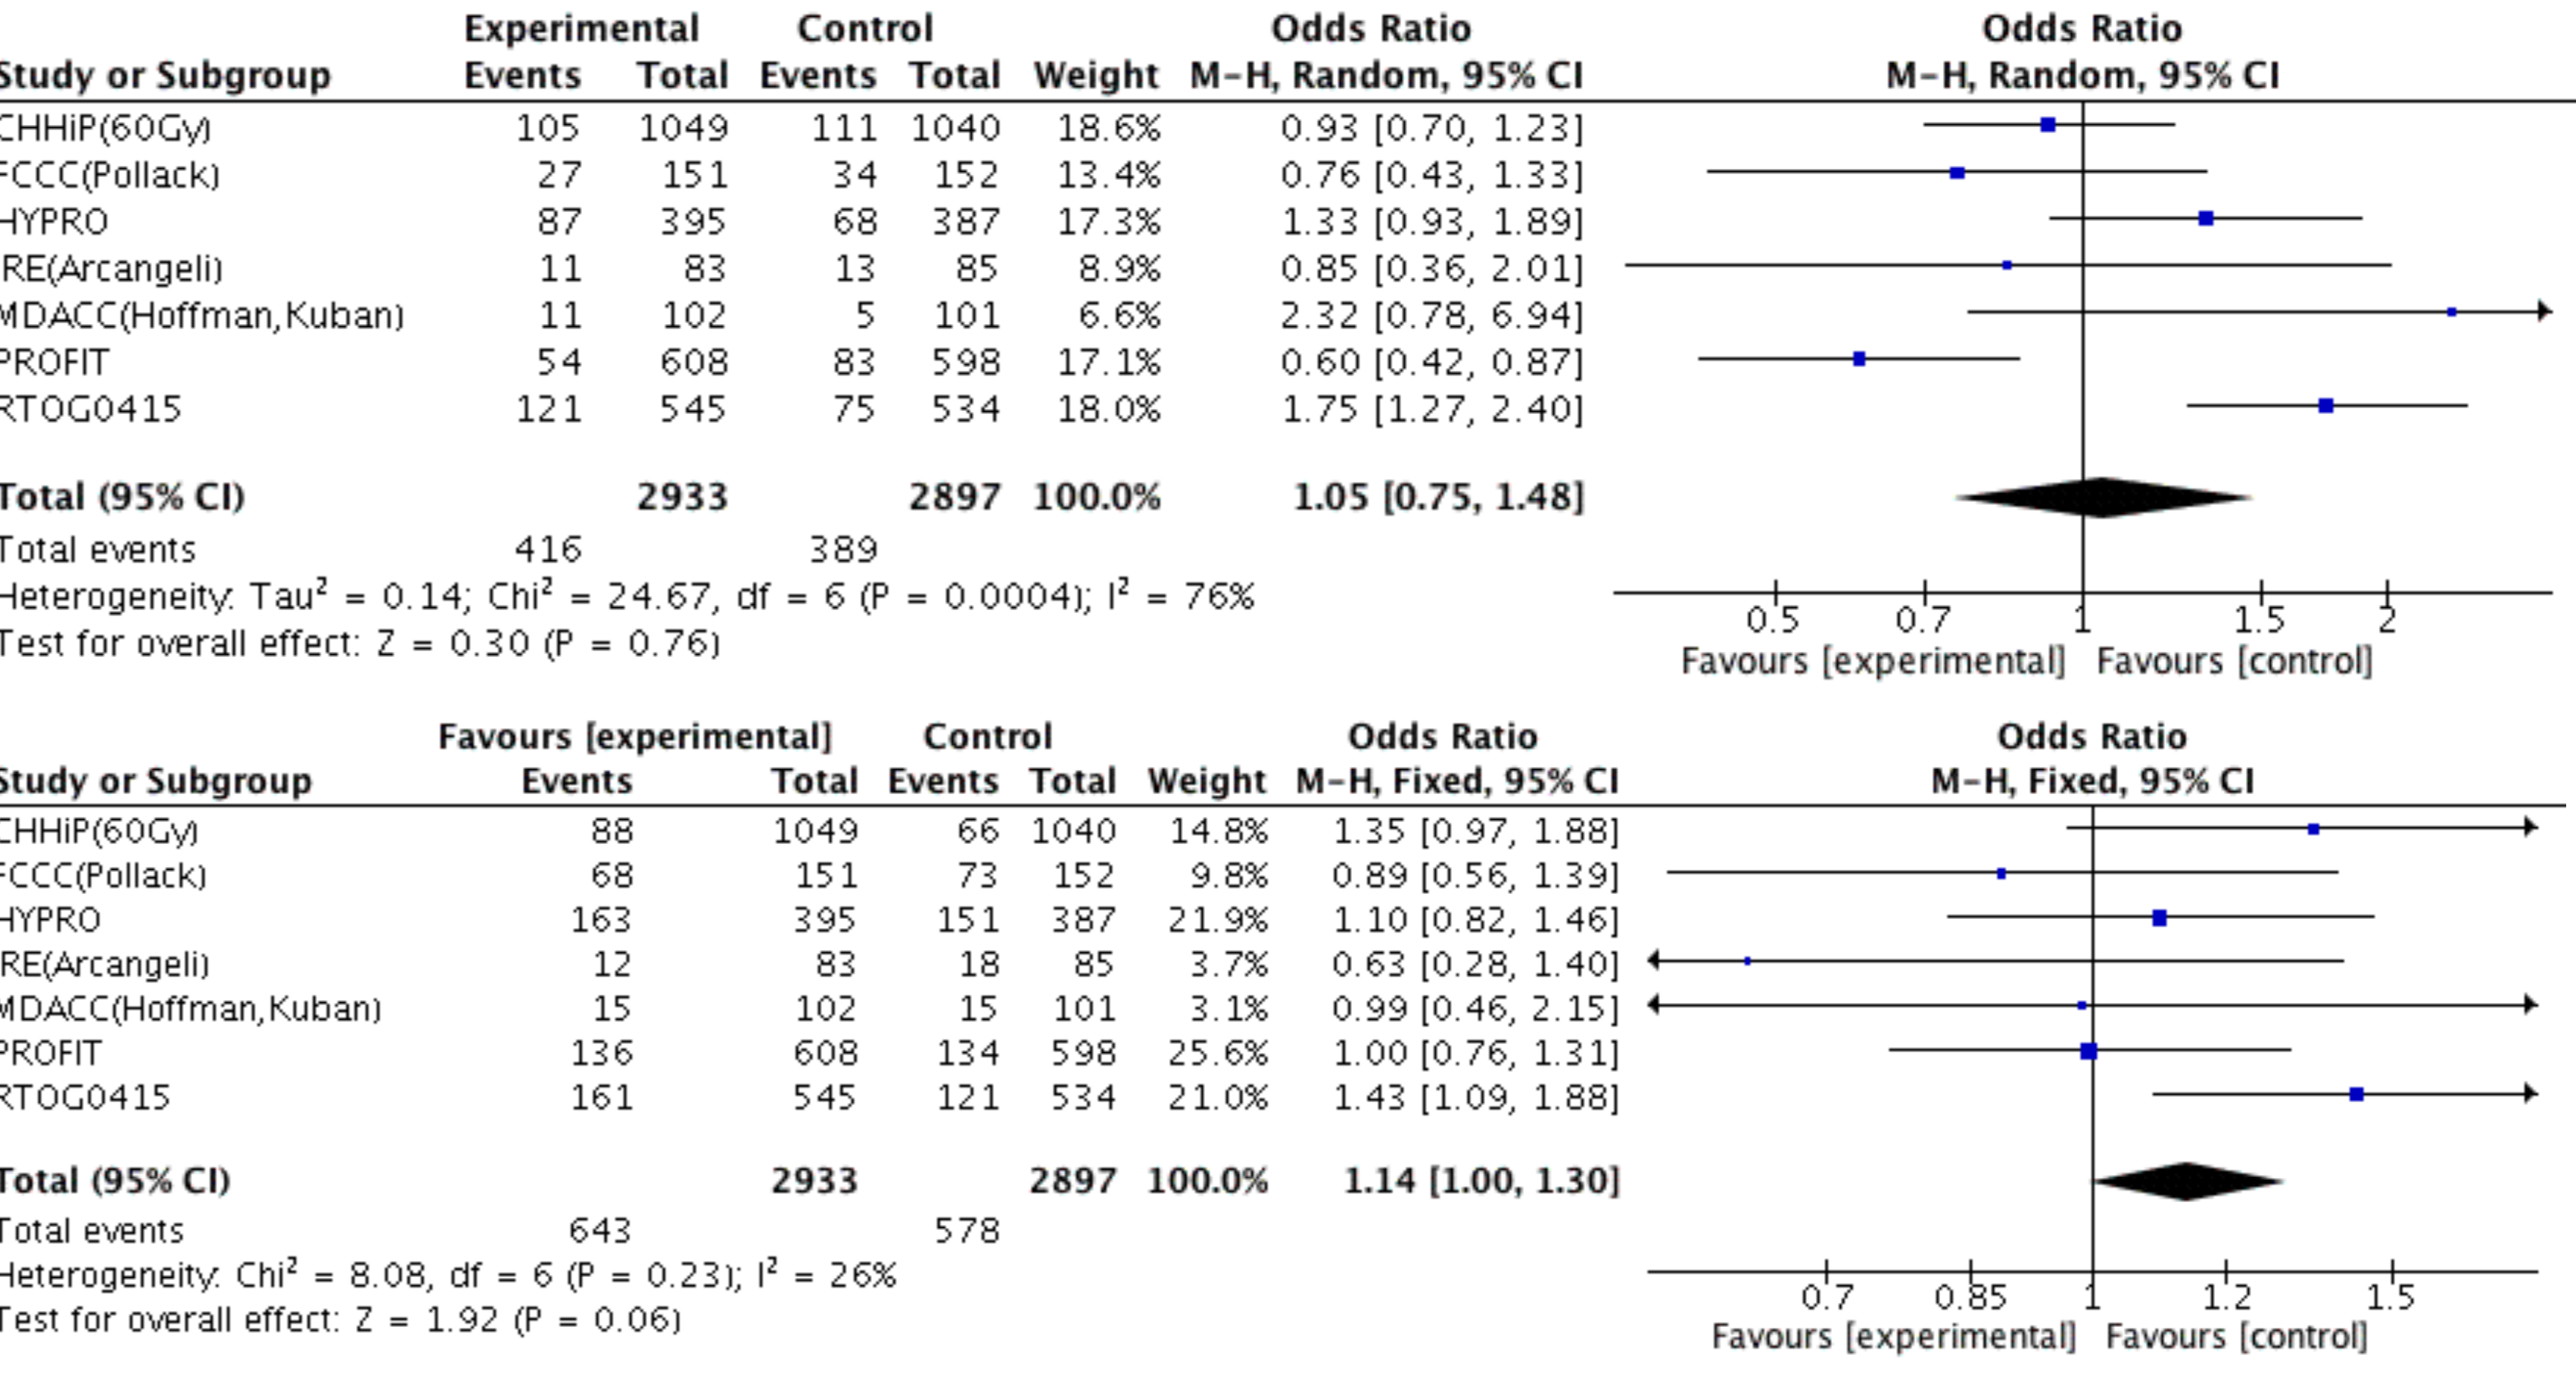 Experimental Control Odds Ratio Odds Ratio
Study or Subgroup Events Total Events Total Weight M-H, Random, 95% CI M-H, Random, 95% CI
CHHiP(60Gy) 105 1049 111 1040 18.6% 0.93 [0.70, 1.23]
FCCC(Pollack) 27 151 34 152 13.4% 0.76 [0.43, 1.33]
HYPRO 87 395 68 387 17.3% 1.33 [0.93, 1.89]
IRE(Arcangeli) 11 83 13 85 8.9% 0.85 [0.36, 2.01]
MDACC(Hoffman,Kuban) 11 102 5 101 6.6% 2.32 [0.78, 6.94]
PROFIT 54 608 83 598 17.1% 0.60 [0.42, 0.87]
RTOG0415 121 545 75 534 18.0% 1.75 [1.27, 2.40]
Total (95% CI) 2933 2897 100.0% 1.05 [0.75, 1.48]
Total events 416 389
Heterogeneity: Tau² = 0.14; Chi² = 24.67, df = 6 (P = 0.0004); I² = 76%
Test for overall effect: Z = 0.30 (P = 0.76)
0.5 0.7 1 1.5 2
Favours [experimental] Favours [control]
Favours [experimental] Control Odds Ratio Odds Ratio
Study or Subgroup Events Total Events Total Weight M-H, Fixed, 95% CI M-H, Fixed, 95% CI
CHHiP(60Gy) 88 1049 66 1040 14.8% 1.35 [0.97, 1.88]
FCCC(Pollack) 68 151 73 152 9.8% 0.89 [0.56, 1.39]
HYPRO 163 395 151 387 21.9% 1.10 [0.82, 1.46]
IRE(Arcangeli) 12 83 18 85 3.7% 0.63 [0.28, 1.40]
MDACC(Hoffman,Kuban) 15 102 15 101 3.1% 0.99 [0.46, 2.15]
PROFIT 136 608 134 598 25.6% 1.00 [0.76, 1.31]
RTOG0415 161 545 121 534 21.0% 1.43 [1.09, 1.88]
Total (95% CI) 2933 2897 100.0% 1.14 [1.00, 1.30]
Total events 643 578
Heterogeneity: Chi² = 8.08, df = 6 (P = 0.23); I² = 26%
Test for overall effect: Z = 1.92 (P = 0.06)
0.7 0.85 1 1.2 1.5
Favours [experimental] Favours [control]